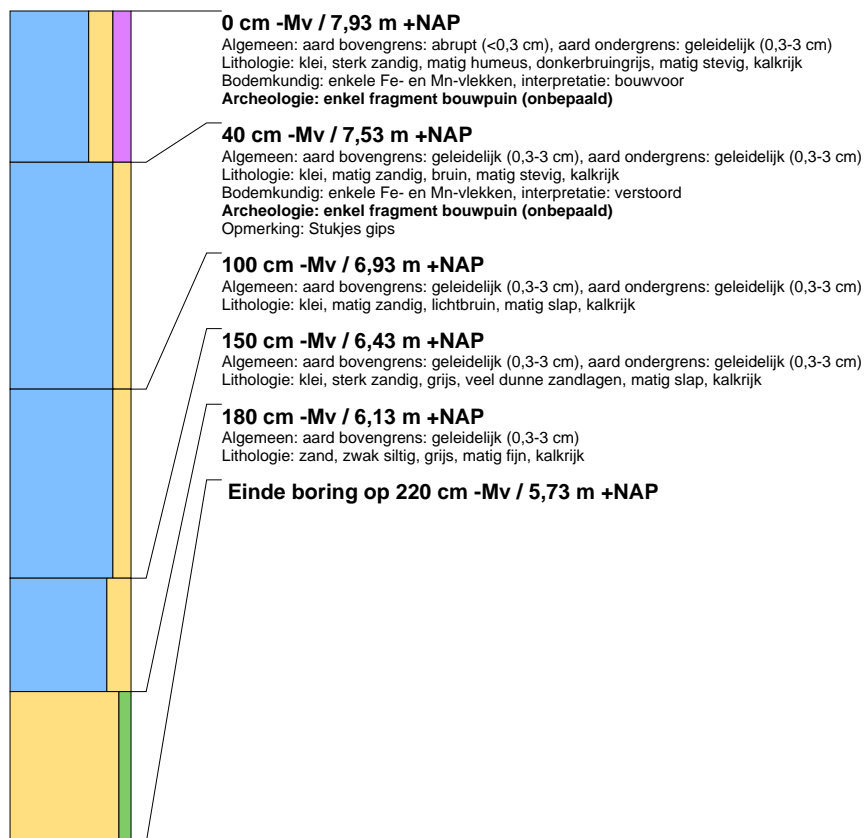 0 cm -Mv / 7,93 m +NAP
Algemeen: aard bovengrens: abrupt (<0,3 cm), aard ondergrens: geleidelijk (0,3-3 cm)
Lithologie: klei, sterk zandig, matig humeus, donkerbruingrijs, matig stevig, kalkrijk
Bodemkundig: enkele Fe- en Mn-vlekken, interpretatie: bouwvoor
Archeologie: enkel fragment bouwpuin (onbepaald)
40 cm -Mv / 7,53 m +NAP
Algemeen: aard bovengrens: geleidelijk (0,3-3 cm), aard ondergrens: geleidelijk (0,3-3 cm)
Lithologie: klei, matig zandig, bruin, matig stevig, kalkrijk
Bodemkundig: enkele Fe- en Mn-vlekken, interpretatie: verstoord
Archeologie: enkel fragment bouwpuin (onbepaald)
Opmerking: Stukjes gips
100 cm -Mv / 6,93 m +NAP
Algemeen: aard bovengrens: geleidelijk (0,3-3 cm), aard ondergrens: geleidelijk (0,3-3 cm)
Lithologie: klei, matig zandig, lichtbruin, matig slap, kalkrijk
150 cm -Mv / 6,43 m +NAP
Algemeen: aard bovengrens: geleidelijk (0,3-3 cm), aard ondergrens: geleidelijk (0,3-3 cm)
Lithologie: klei, sterk zandig, grijs, veel dunne zandlagen, matig slap, kalkrijk
180 cm -Mv / 6,13 m +NAP
Algemeen: aard bovengrens: geleidelijk (0,3-3 cm)
Lithologie: zand, zwak siltig, grijs, matig fijn, kalkrijk
Einde boring op 220 cm -Mv / 5,73 m +NAP